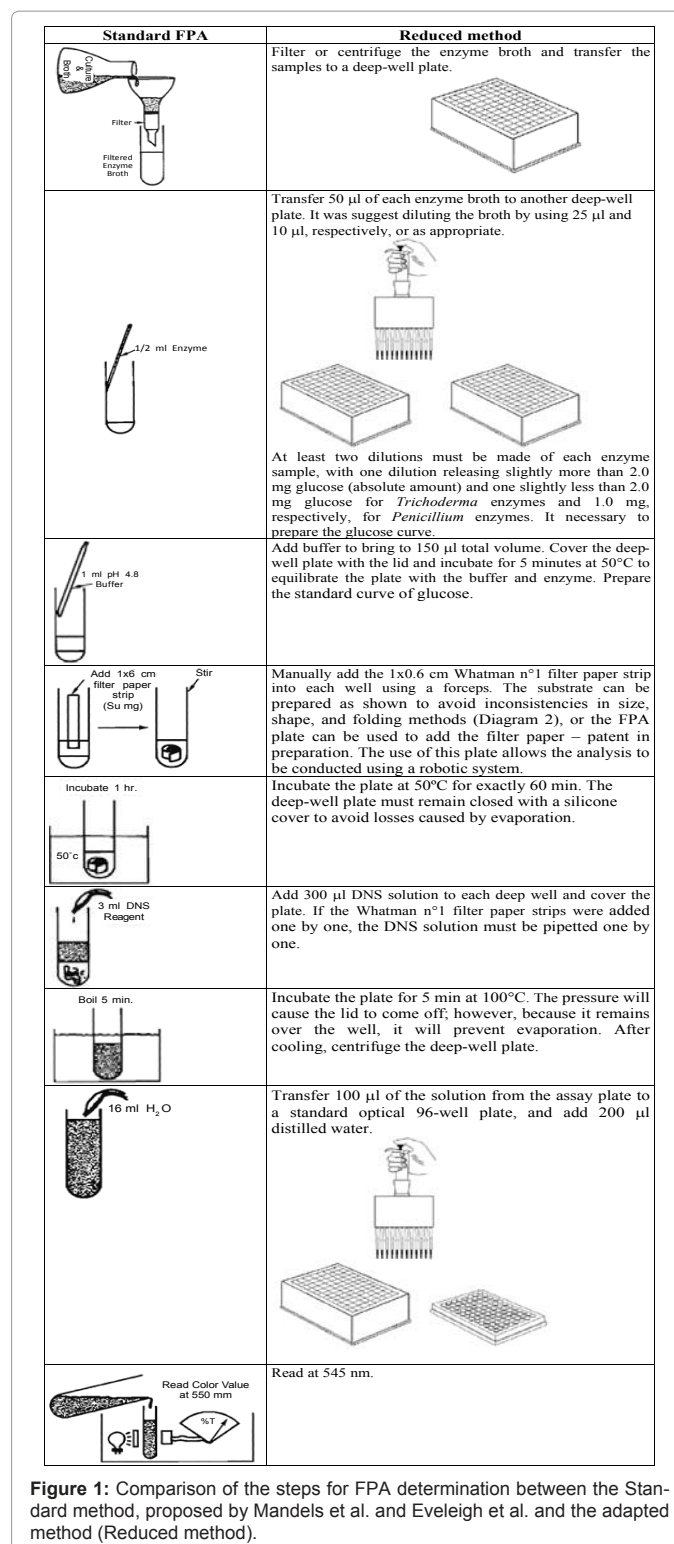 Standard FPA
Reduced method
Culture
&
Broth
Filter
Filtered
Enzyme
Broth
Filter or centrifuge the enzyme broth and transfer the
samples to a deep-well plate.
1/2 ml Enzyme
Transfer 50 µl of each enzyme broth to another deep-well
plate. It was suggest diluting the broth by using 25 µl and
10 µl, respectively, or as appropriate.
At least two dilutions must be made of each enzyme
sample, with one dilution releasing slightly more than 2.0
mg glucose (absolute amount) and one slightly less than 2.0
mg glucose for Trichoderma enzymes and 1.0 mg,
respectively, for Penicillium enzymes. It necessary to
prepare the glucose curve.
1 ml pH 4.8
Buffer
Add buffer to bring to 150 µl total volume. Cover the deep-
well plate with the lid and incubate for 5 minutes at 50°C to
equilibrate the plate with the buffer and enzyme. Prepare
the standard curve of glucose.
Add 1x6 cm
filter paper
strip
(Su mg)
Stir
Manually add the 1x0.6 cm Whatman n°1 filter paper strip
into each well using a forceps. The substrate can be
prepared as shown to avoid inconsistencies in size,
shape, and folding methods (Diagram 2), or the FPA
plate can be used to add the filter paper – patent in
preparation. The use of this plate allows the analysis to
be conducted using a robotic system.
Incubate 1 hr.
50°c
Incubate the plate at 50ºC for exactly 60 min. The
deep-well plate must remain closed with a silicone
cover to avoid losses caused by evaporation.
3 ml DNS
Reagent
Add 300 µl DNS solution to each deep well and cover the
plate. If the Whatman n°1 filter paper strips were added
one by one, the DNS solution must be pipetted one by
one.
Boil 5 min.
Incubate the plate for 5 min at 100°C. The pressure will
cause the lid to come off; however, because it remains
over the well, it will prevent evaporation. After
cooling, centrifuge the deep-well plate.
16 ml H2O
Transfer 100 µl of the solution from the assay plate to
a standard optical 96-well plate, and add 200 µl
distilled water.
Read Color Value
at 550 mm
%T
Read at 545 nm.
Figure 1: Comparison of the steps for FPA determination between the Stan-
dard method, proposed by Mandels et al. and Eveleigh et al. and the adapted
method (Reduced method).